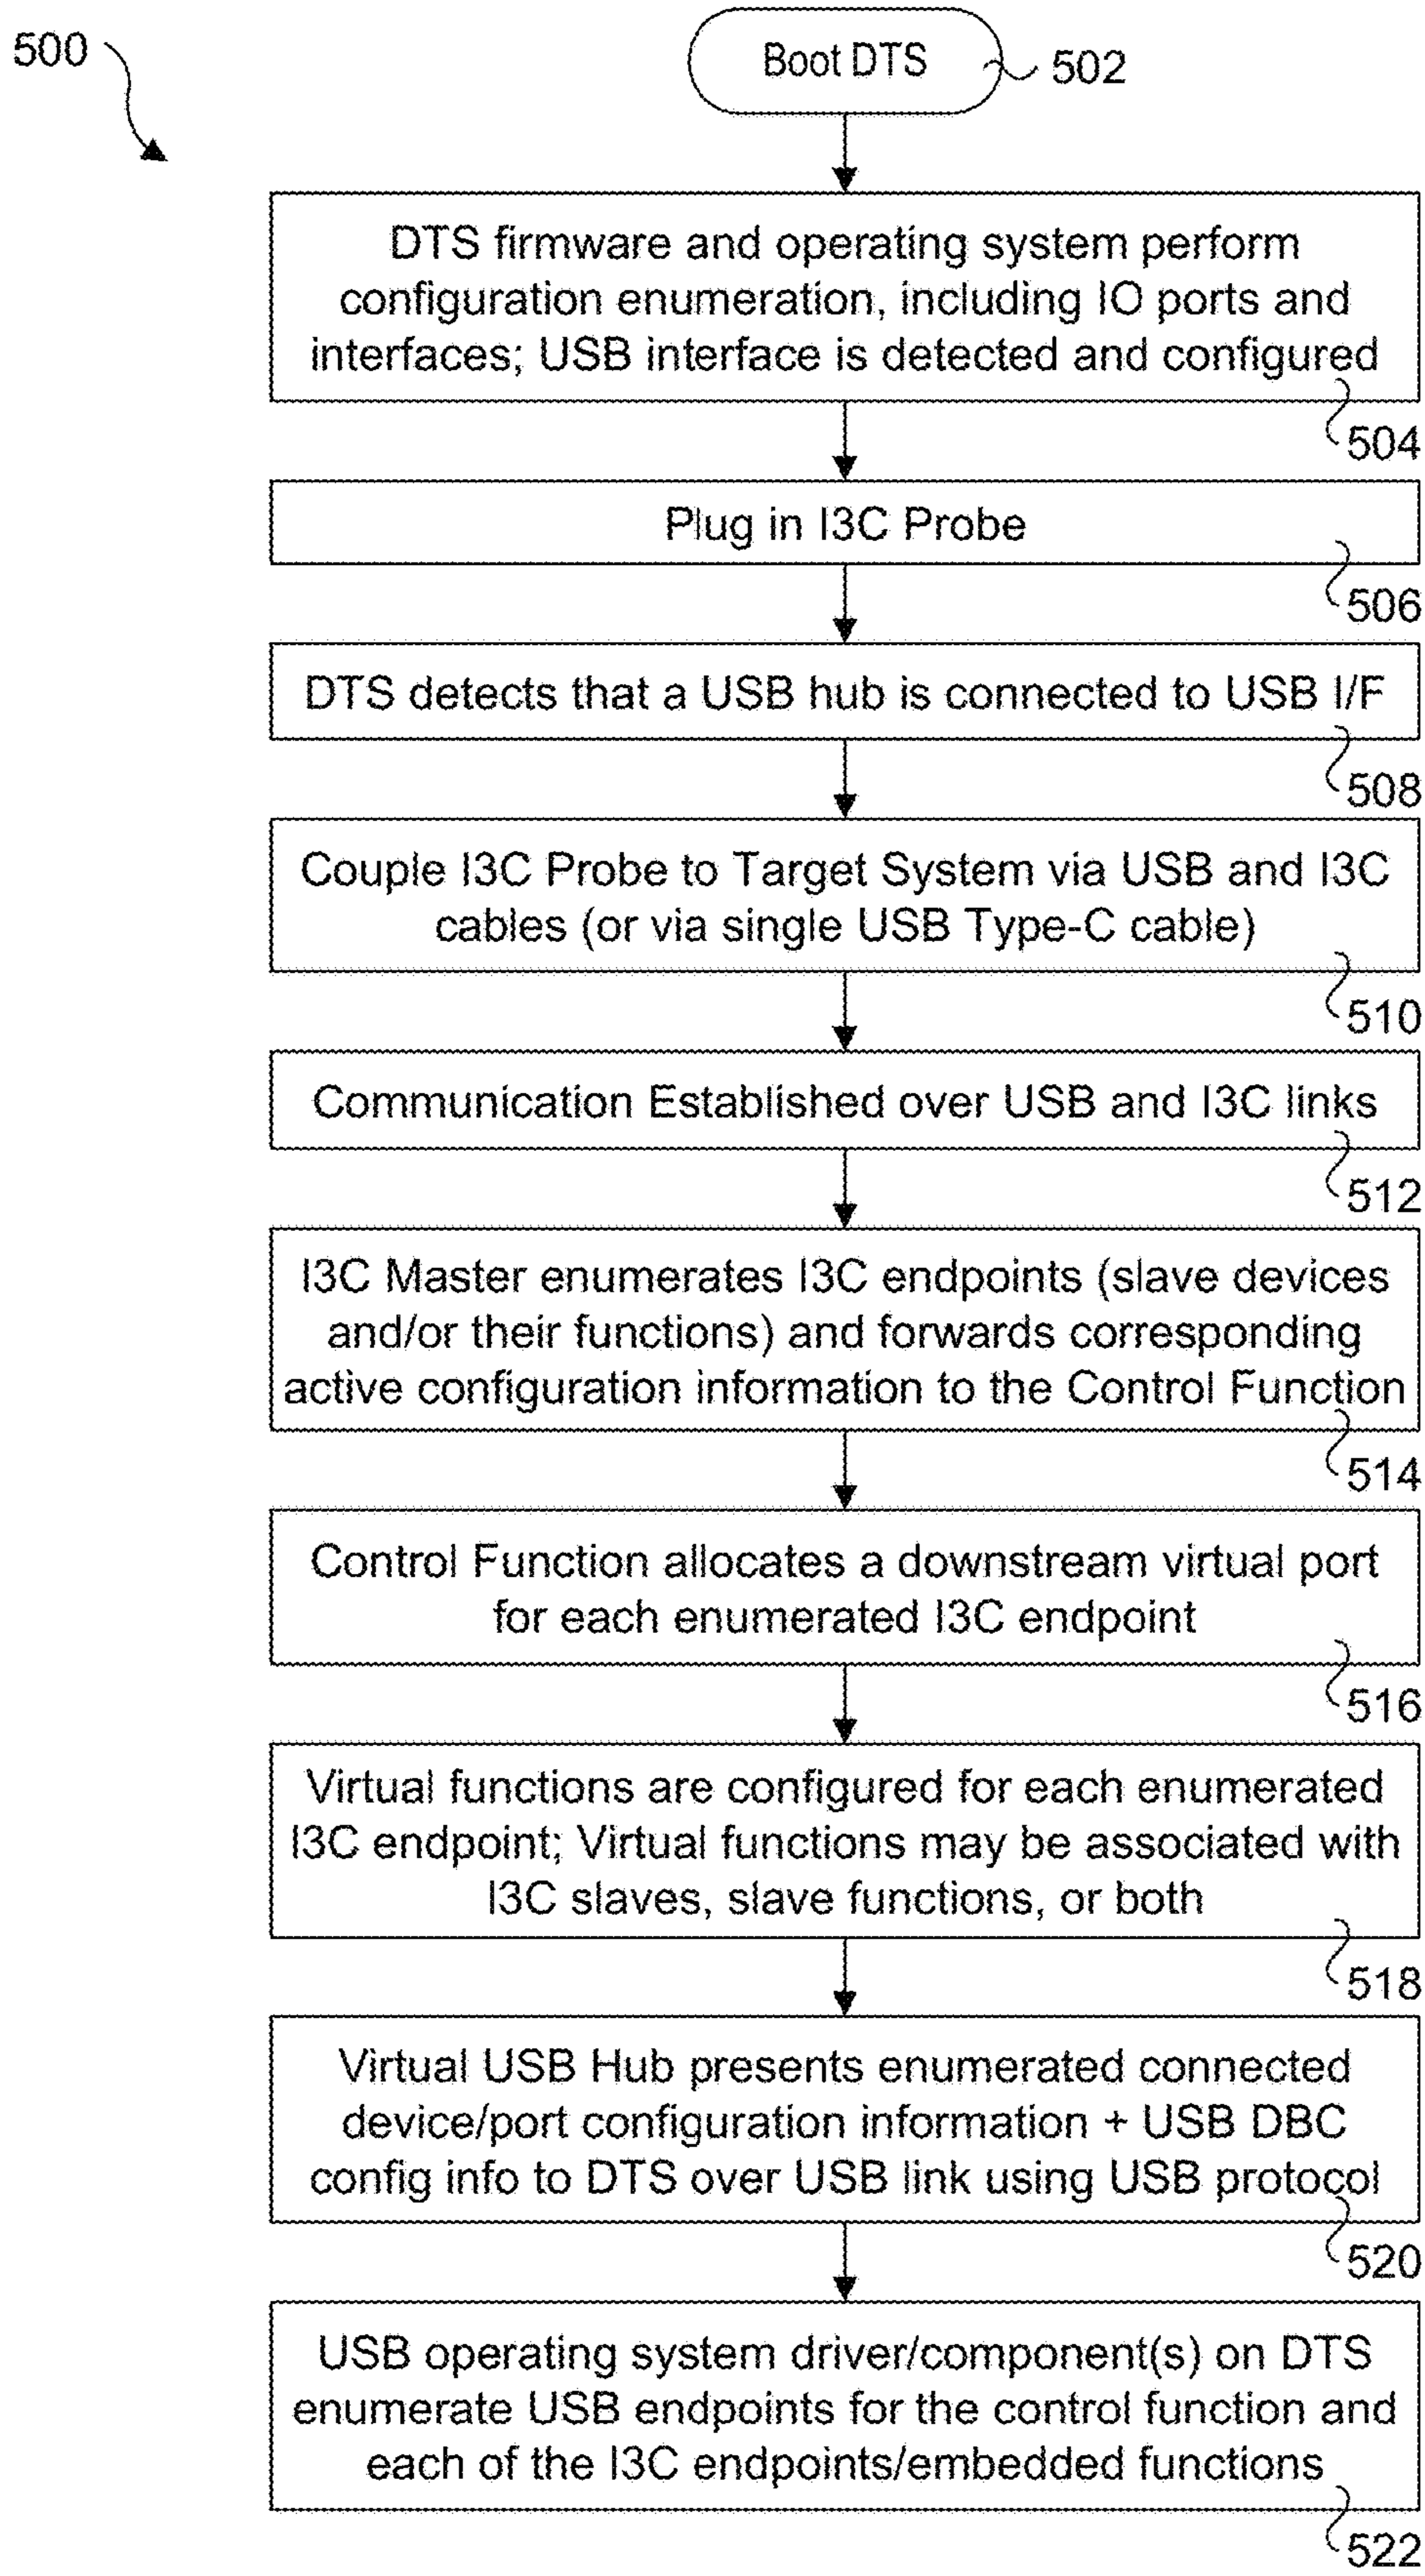 500
Boot DTS
502
DTS firmware and operating system perform
configuration enumeration, including IO ports and
interfaces; USB interface is detected and configured
504
Plug in I3C Probe
506
DTS detects that a USB hub is connected to USB I/F
508
Couple I3C Probe to Target System via USB and I3C
cables (or via single USB Type-C cable)
510
Communication Established over USB and I3C links
512
I3C Master enumerates I3C endpoints (slave devices
and/or their functions) and forwards corresponding
active configuration information to the Control Function
514
Control Function allocates a downstream virtual port
for each enumerated I3C endpoint
516
Virtual functions are configured for each enumerated
I3C endpoint; Virtual functions may be associated with
I3C slaves, slave functions, or both
518
Virtual USB Hub presents enumerated connected
device/port configuration information + USB DBC
config info to DTS over USB link using USB protocol
520
USB operating system driver/component(s) on DTS
enumerate USB endpoints for the control function and
each of the I3C endpoints/embedded functions
522